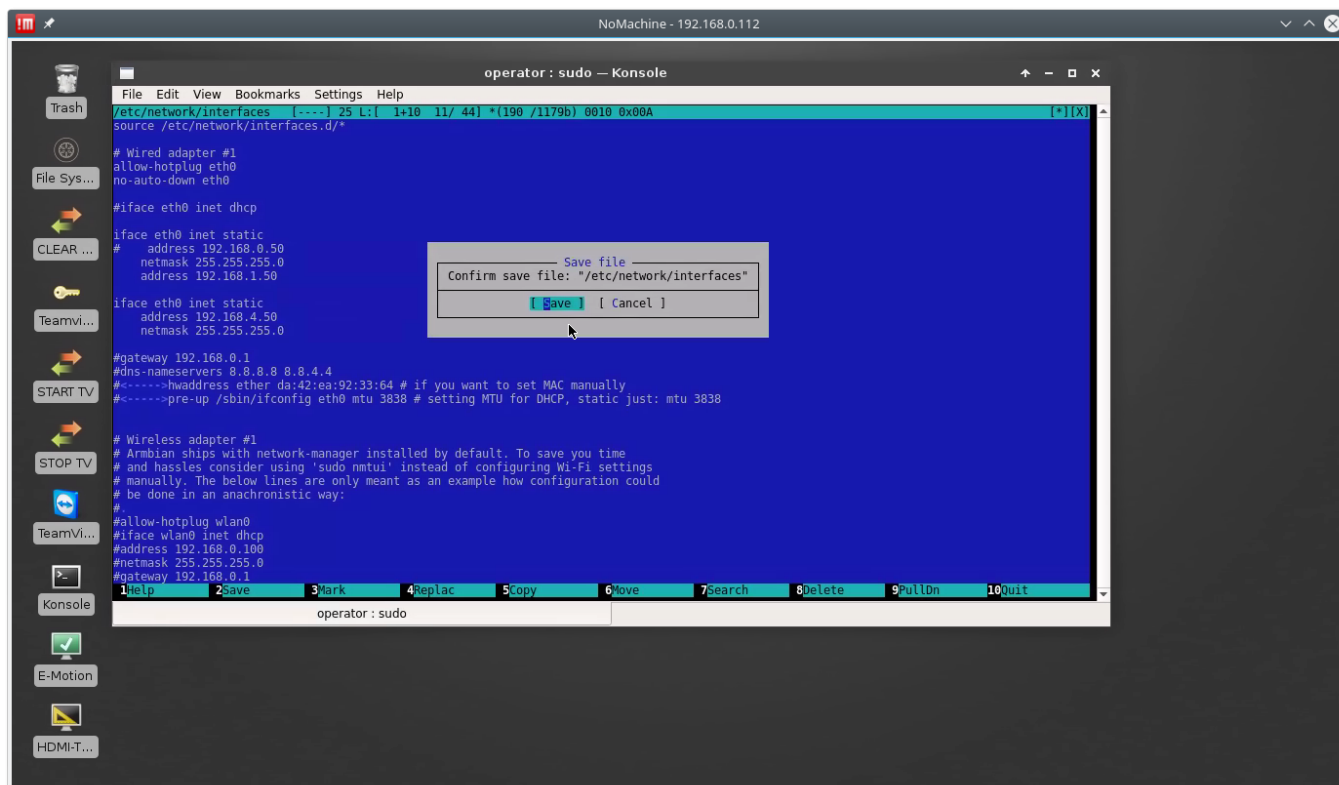 NoMachine - 192.168.0.112
Trash
File Sys...
CLEAR ...
Teamvi...
START TV
STOP TV
TeamVi...
Konsole
E-Motion
HDMI-T...
operator : sudo — Konsole
File Edit View Bookmarks Settings Help
/etc/network/interfaces [----] 25 L:[ 1+10 11/ 44] *(190 /1179b) 0010 0x00A [*][X]
source /etc/network/interfaces.d/*
# Wired adapter #1
allow-hotplug eth0
no-auto-down eth0
#iface eth0 inet dhcp
iface eth0 inet static
# address 192.168.0.50
netmask 255.255.255.0
address 192.168.1.50
iface eth0 inet static
address 192.168.4.50
netmask 255.255.255.0
#gateway 192.168.0.1
#dns-nameservers 8.8.8.8 8.8.4.4
#<----->hwaddress ether da:42:ea:92:33:64 # if you want to set MAC manually
#<----->pre-up /sbin/ifconfig eth0 mtu 3838 # setting MTU for DHCP, static just: mtu 3838
# Wireless adapter #1
# Armbian ships with network-manager installed by default. To save you time
# and hassles consider using 'sudo nmtui' instead of configuring Wi-Fi settings
# manually. The below lines are only meant as an example how configuration could
# be done in an anachronistic way:
#.
#allow-hotplug wlan0
#iface wlan0 inet dhcp
#address 192.168.0.100
#netmask 255.255.255.0
#gateway 192.168.0.1
Save file
Confirm save file: "/etc/network/interfaces"
[ Save ] [ Cancel ]
1Help 2Save 3Mark 4Replac 5Copy 6Move 7Search 8Delete 9PullDn 10Quit
operator : sudo